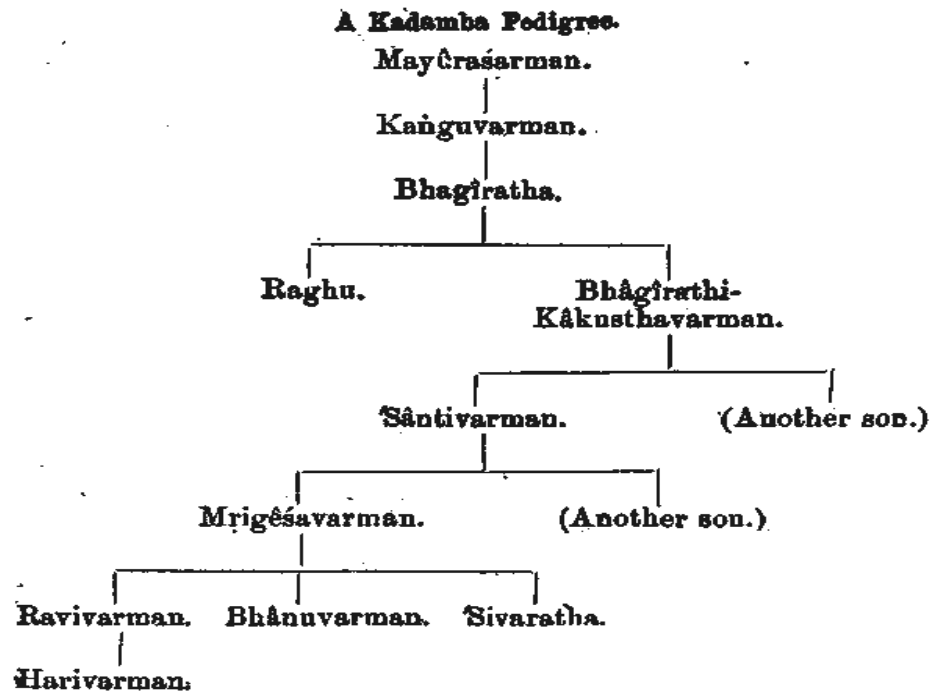 A Kadamba Pedigree.
Mayûraśarman.
Kaṅguvarman.
Bhagîratha.
Raghu.
Bhâgîrathi-
Kâkusthavarman.
Śântivarman.
(Another son.)
Mṛigêśavarman.
(Another son.)
Ravivarman.
Bhânuvarman.
Śivaratha.
Harivarman.